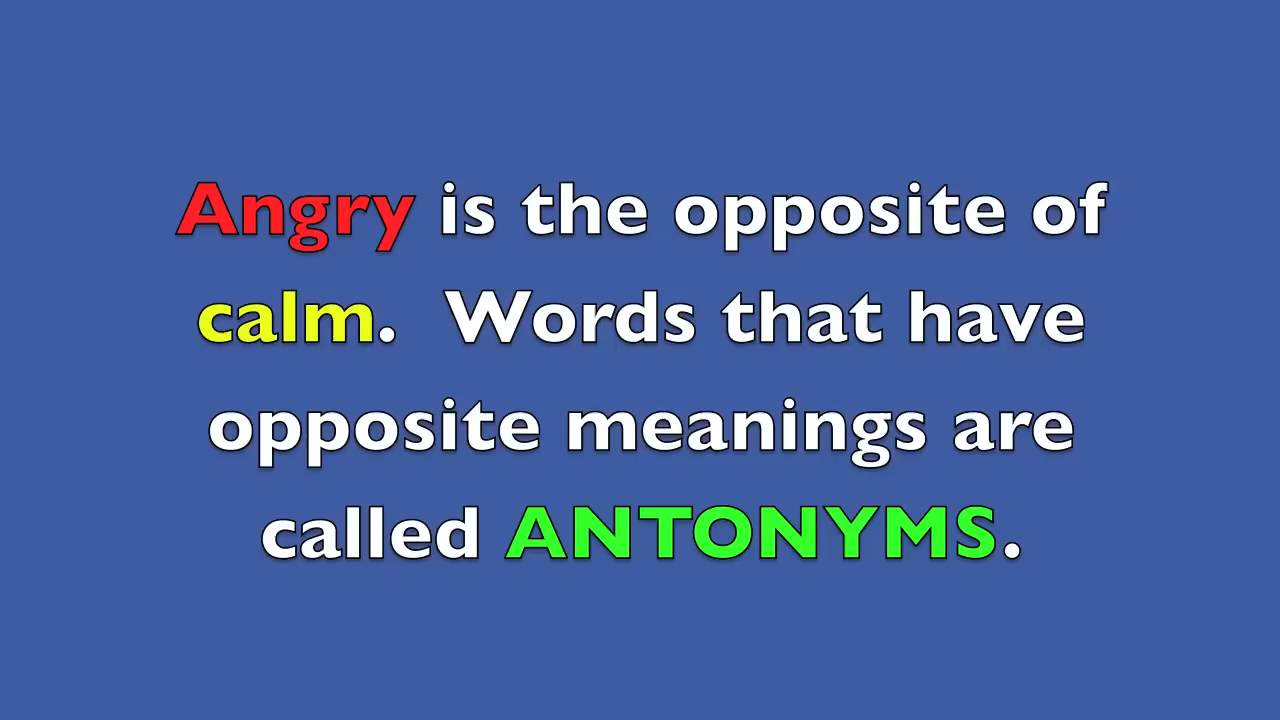 Angry is the opposite of
calm.  Words that have
opposite meanings are
called ANTONYMS.